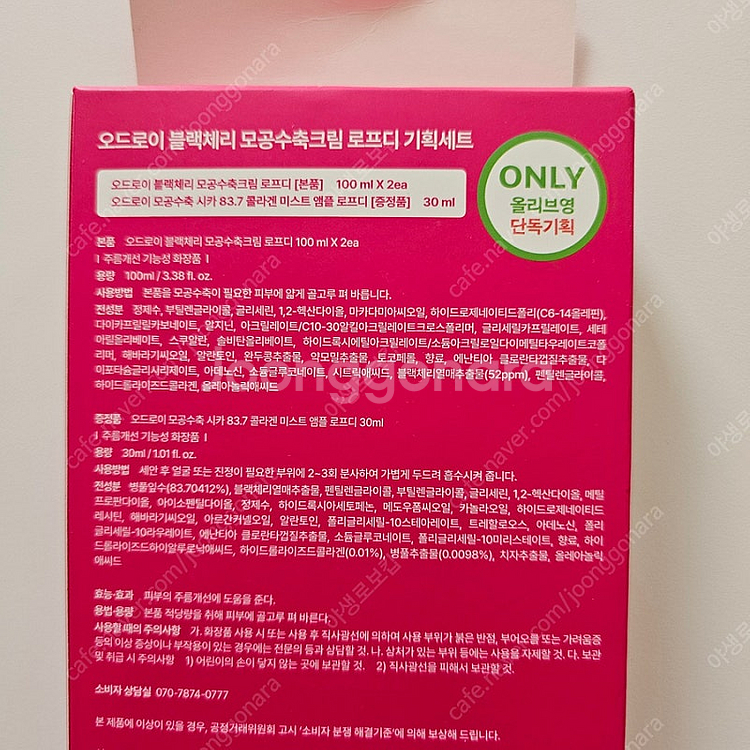 오드로이 블랙체리 모공수축크림 로프디 기획세트
ONLY
올리브영
단독기획
오드로이 블랙체리 모공수축크림 로프디 [본품] 100 ml X 2ea
오드로이 모공수축 시카 83.7 콜라겐 미스트 앰플 로프디 [증정품] 30 ml
본품 오드로이 블랙체리 모공수축크림 로프디 100 ml X 2ea
| 주름개선 기능성 화장품 |
용량 100ml / 3.38 fl. oz.
사용방법 본품을 모공수축이 필요한 피부에 얇게 골고루 펴 바릅니다.
전성분 정제수, 부틸렌글라이콜, 글리세린, 1,2-헥산다이올, 마카다미아씨오일, 하이드로제네이티드폴리(C6-14올레핀),
다이카프릴릴카보네이트, 알지닌, 아크릴레이트/C10-30알킬아크릴레이트크로스폴리머, 글리세릴카프릴레이트, 세테
아릴올리베이트, 스쿠알란, 솔비탄올리베이트, 하이드록시에틸아크릴레이트/소듐아크릴로일다이메틸타우레이트코폴
리머, 해바라기씨오일, 알란토인, 완두콩추출물, 약모밀추출물, 토코페롤, 향료, 에난티아 클로란타껍질추출물, 다
이포타슘글리시리제이트, 아데노신, 소듐글루코네이트, 시트릭애씨드, 블랙체리열매추출물(52ppm), 펜틸렌글라이콜,
하이드롤라이즈드콜라겐, 올레아놀릭애씨드
증정품 오드로이 모공수축 시카 83.7 콜라겐 미스트 앰플 로프디 30ml
| 주름개선 기능성 화장품 |
용량 30ml / 1.01 fl. oz.
사용방법 세안 후 얼굴 또는 진정이 필요한 부위에 2~3회 분사하여 가볍게 두드려 흡수시켜 줍니다.
전성분 병풀잎수(83.70412%), 블랙체리열매추출물, 펜틸렌글라이콜, 부틸렌글라이콜, 글리세린, 1,2-헥산다이올, 메틸
프로판다이올, 아이소펜틸다이올, 정제수, 하이드록시아세토페논, 메도우폼씨오일, 카놀라오일, 하이드로제네이티드
레시틴, 해바라기씨오일, 아르간커넬오일, 알란토인, 폴리글리세릴-10스테아레이트, 트레할로오스, 아데노신, 폴리
글리세릴-10라우레이트, 에난티아 클로란타껍질추출물, 소듐글루코네이트, 폴리글리세릴-10미리스테이트, 향료, 하이
드롤라이즈드하이알루로닉애씨드, 하이드롤라이즈드콜라겐(0.01%), 병풀추출물(0.0098%), 치자추출물, 올레아놀릭
애씨드
효능·효과 피부의 주름개선에 도움을 준다.
용법·용량 본품 적당량을 취해 피부에 골고루 펴 바른다.
사용할 때의 주의사항 가. 화장품 사용 시 또는 사용 후 직사광선에 의하여 사용 부위가 붉은 반점, 부어오름 또는 가려움증
등의 이상 증상이나 부작용이 있는 경우에는 전문의 등과 상담할 것. 나. 상처가 있는 부위 등에는 사용을 자제할 것. 다. 보관
및 취급 시 주의사항 1) 어린이의 손이 닿지 않는 곳에 보관할 것. 2) 직사광선을 피해서 보관할 것.
소비자 상담실 070-7874-0777
본 제품에 이상이 있을 경우, 공정거래위원회 고시 '소비자 분쟁 해결기준'에 의해 보상해 드립니다.
joonggonara
cafe.naver.com/joonggonara